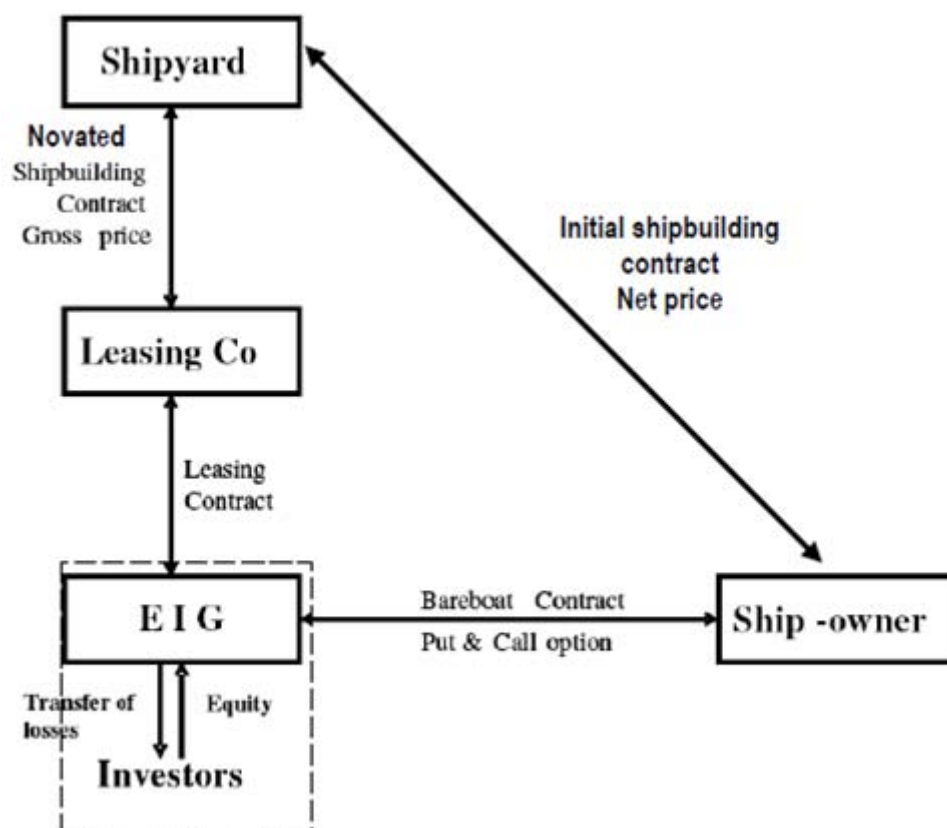 Shipyard
Novated
Shipbuilding
Contract
Gross price
Initial shipbuilding
contract
Net price
Leasing Co
Leasing
Contract
E I G
Bareboat Contract
Put & Call option
Ship -owner
Transfer of
losses
Equity
Investors